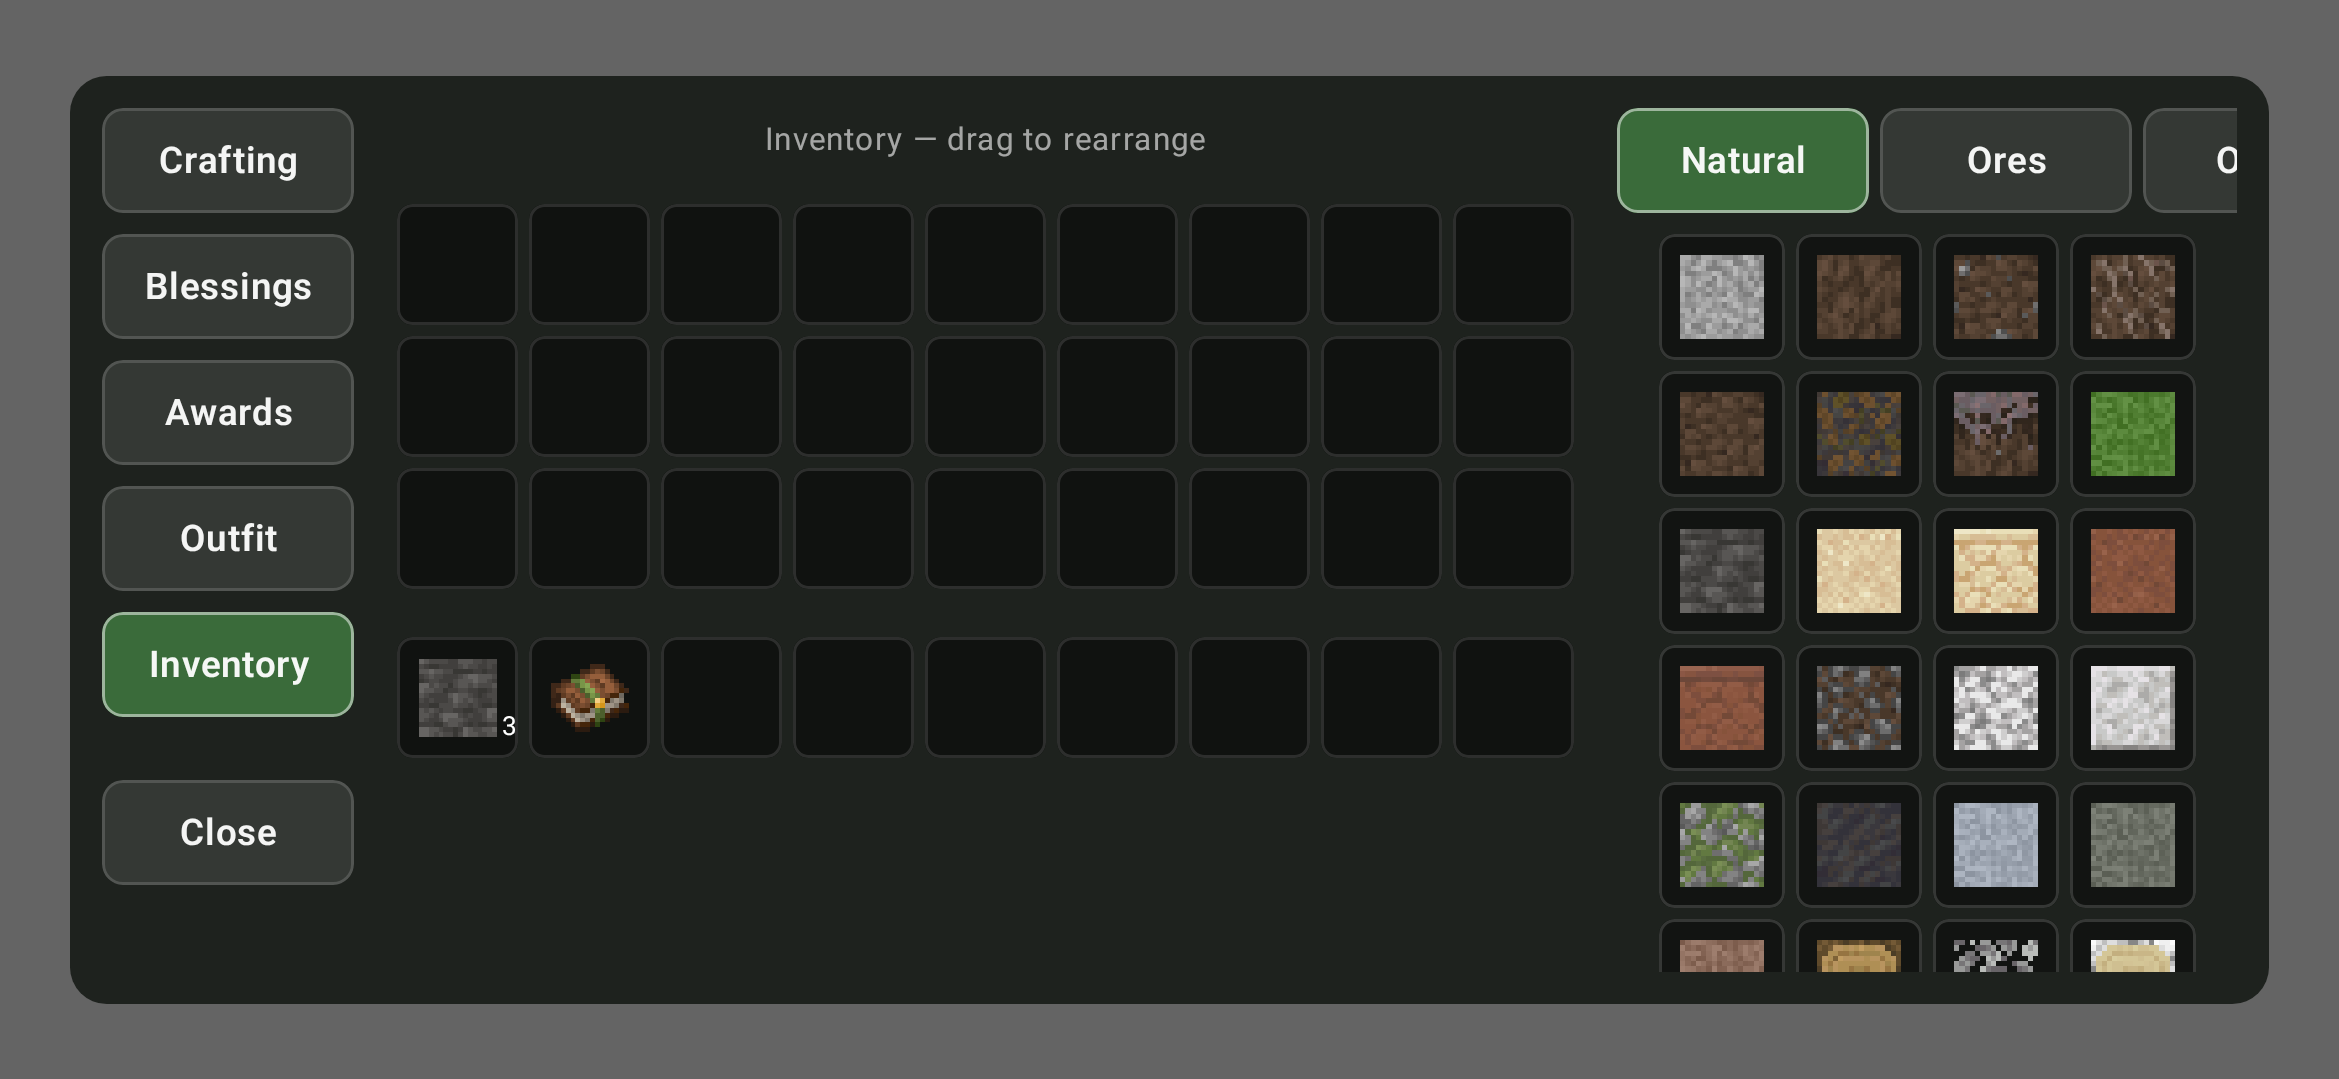 Crafting
Blessings
Awards
Outfit
Inventory
Close
Inventory — drag to rearrange
3
Natural
Ores